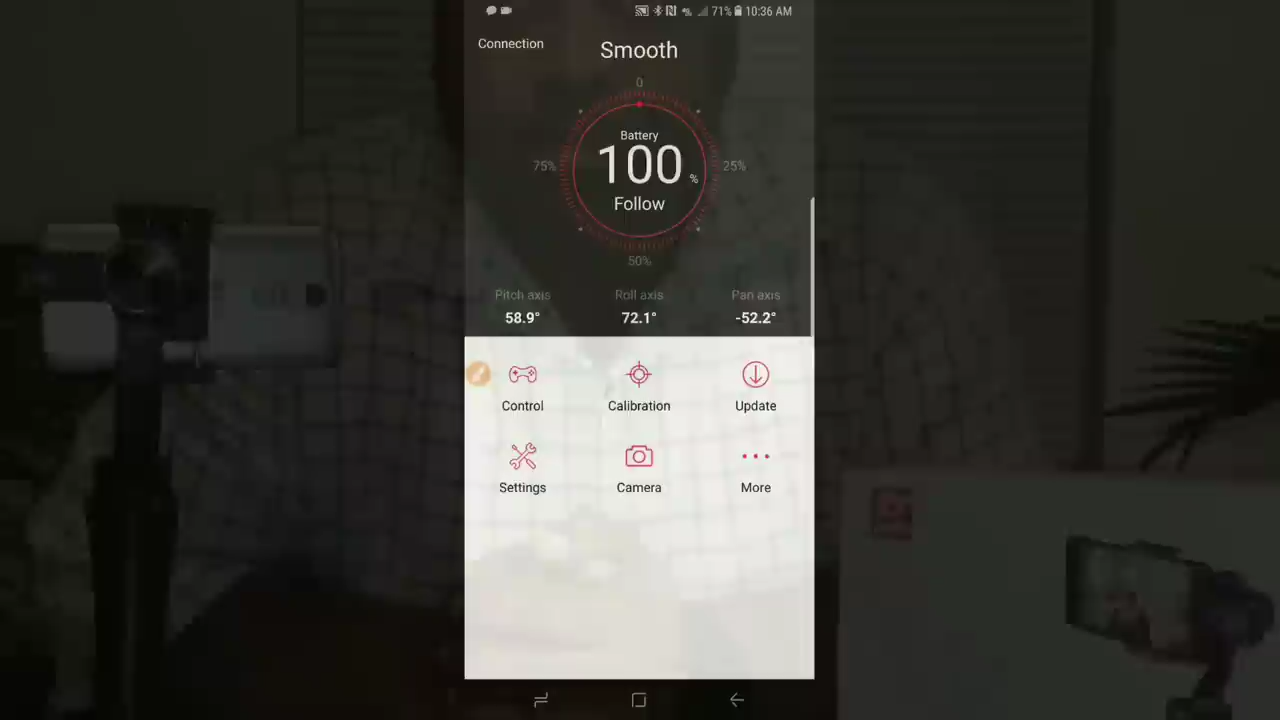 71% 10:36 AM
Connection
Smooth
0
Battery
75% 100 % 25%
Follow
50%
Pitch axis Roll axis Pan axis
58.9° 72.1° -52.2°
Control Calibration Update
Settings Camera More